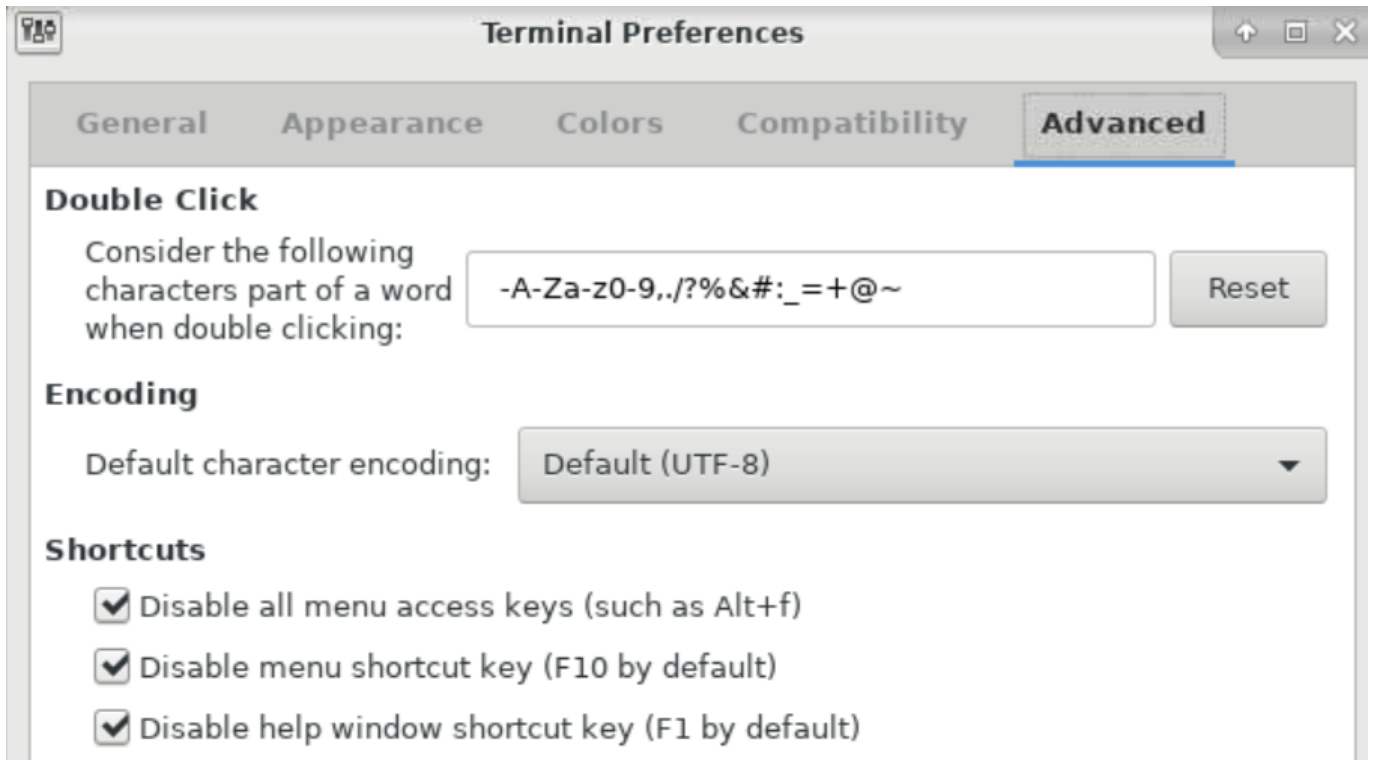 Terminal Preferences
General Appearance Colors Compatibility Advanced
Double Click
Consider the following
characters part of a word
when double clicking:
-A-Za-z0-9,./?%&#:_=+@~
Reset
Encoding
Default character encoding:
Default (UTF-8)
Shortcuts
Disable all menu access keys (such as Alt+f)
Disable menu shortcut key (F10 by default)
Disable help window shortcut key (F1 by default)